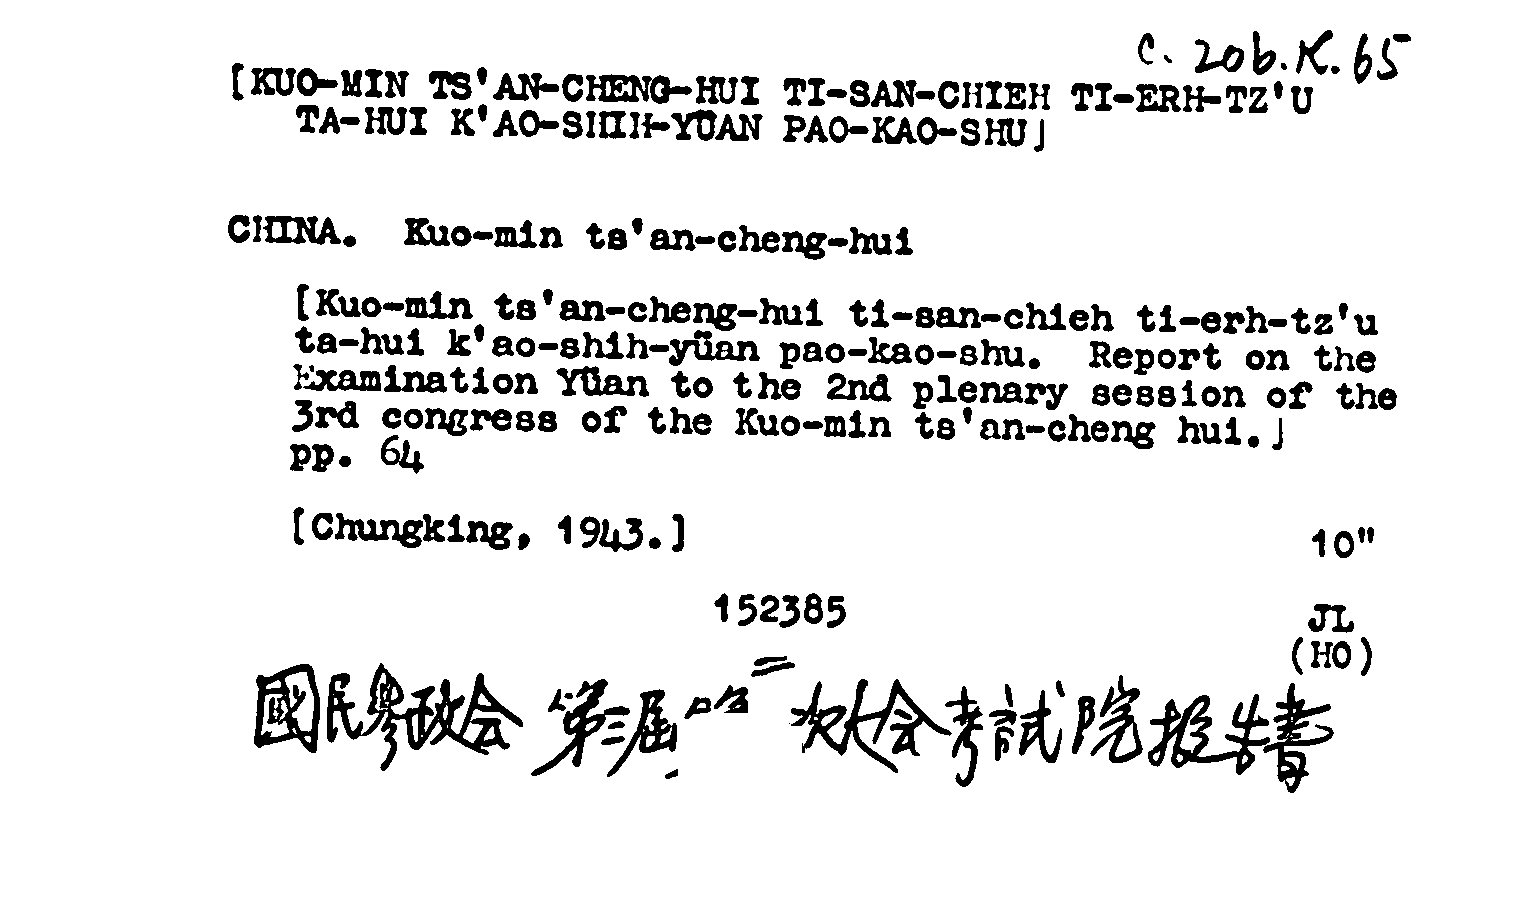 C. 20b.K.65
[KUO-MIN TS'AN-CHENG-HUI TI-SAN-CHIEH TI-ERH-TZ'U
TA-HUI K'AO-SHIH-YÜAN PAO-KAO-SHU]
CHINA. Kuo-min ts'an-cheng-hui
[Kuo-min ts'an-cheng-hui ti-san-chieh ti-erh-tz'u
ta-hui k'ao-shih-yüan pao-kao-shu. Report on the
Examination Yüan to the 2nd plenary session of the
3rd congress of the Kuo-min ts'an-cheng hui.]
pp. 64
[Chungking, 1943.]
10"
152385
JL
(HO)
國民參政会 第三届 二 次大会考試院报告書